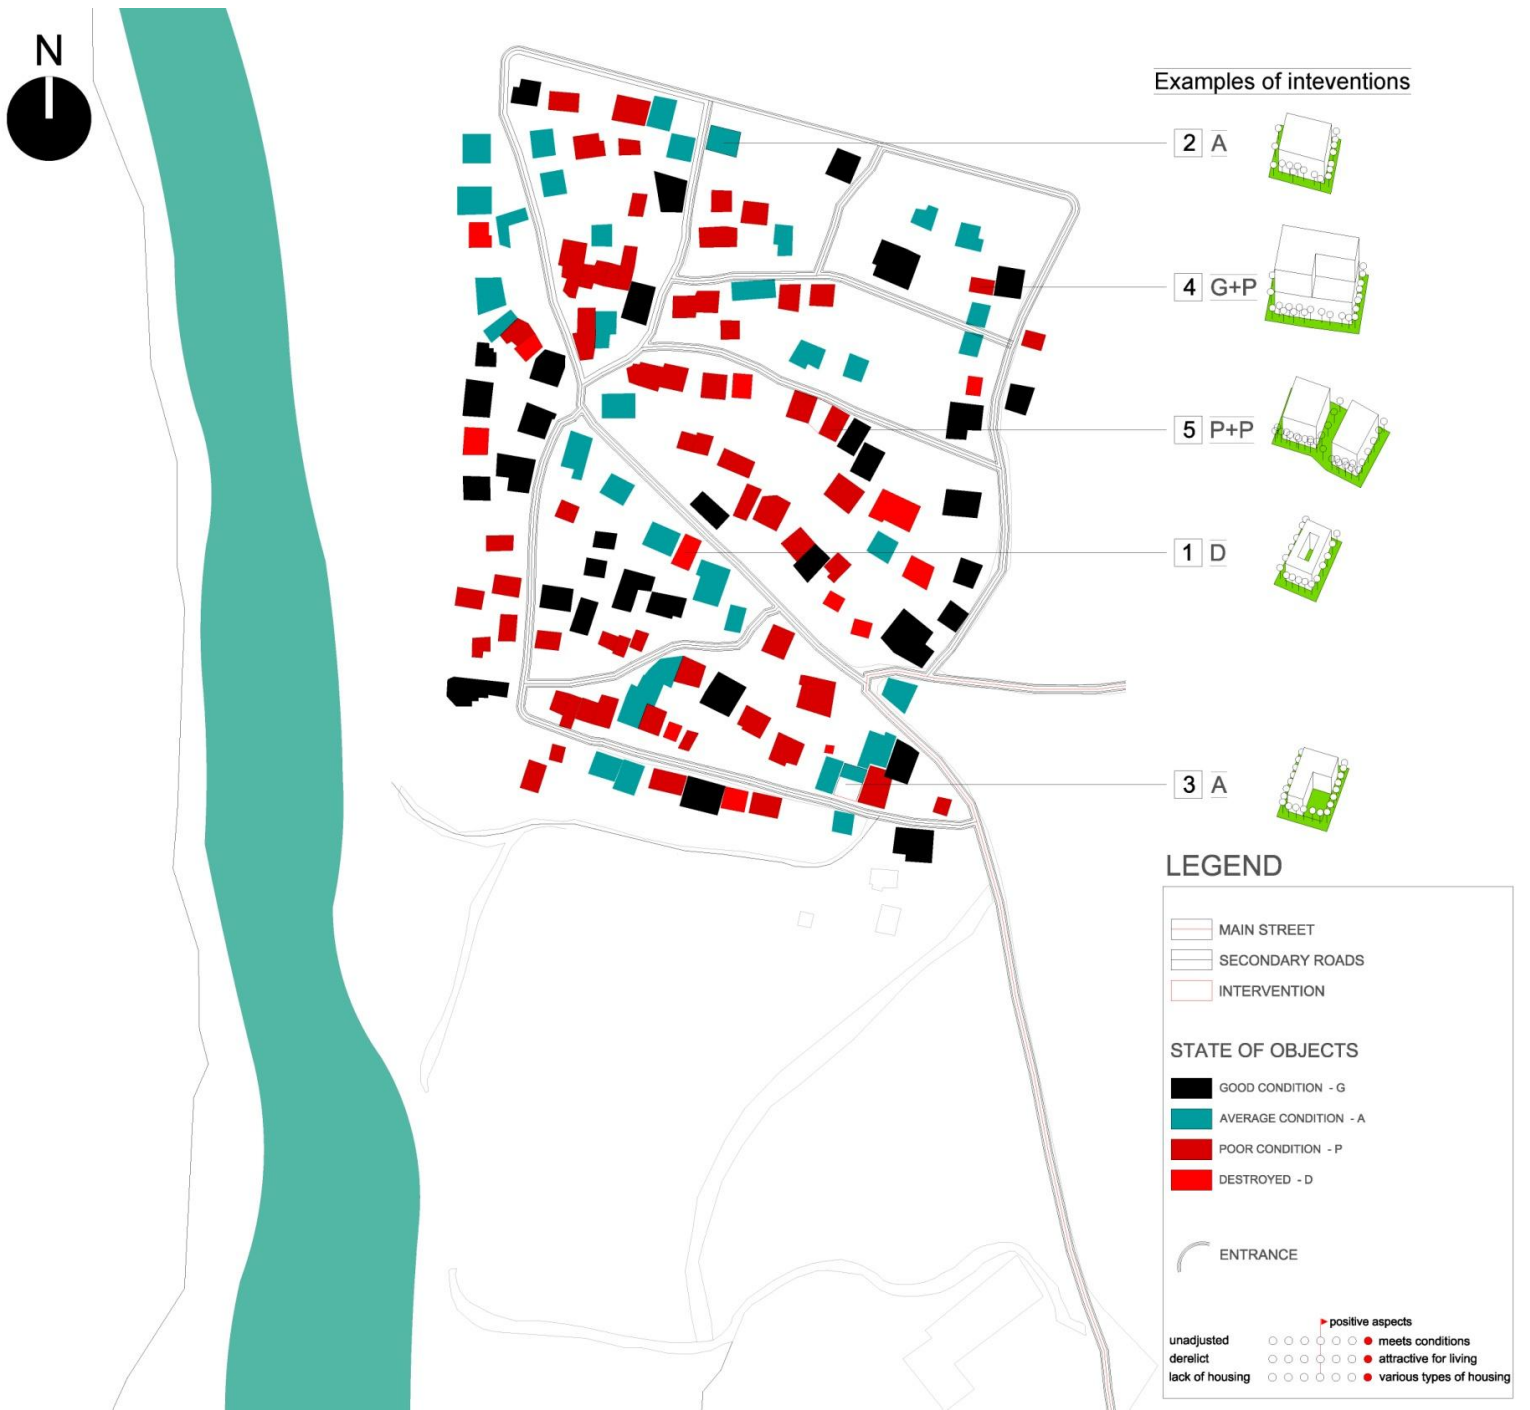 N
Examples of inteventions
2 A
4 G+P
5 P+P
1 D
3 A
LEGEND
MAIN STREET
SECONDARY ROADS
INTERVENTION
STATE OF OBJECTS
GOOD CONDITION - G
AVERAGE CONDITION - A
POOR CONDITION - P
DESTROYED - D
ENTRANCE
positive aspects
unadjusted meets conditions
derelict attractive for living
lack of housing various types of housing